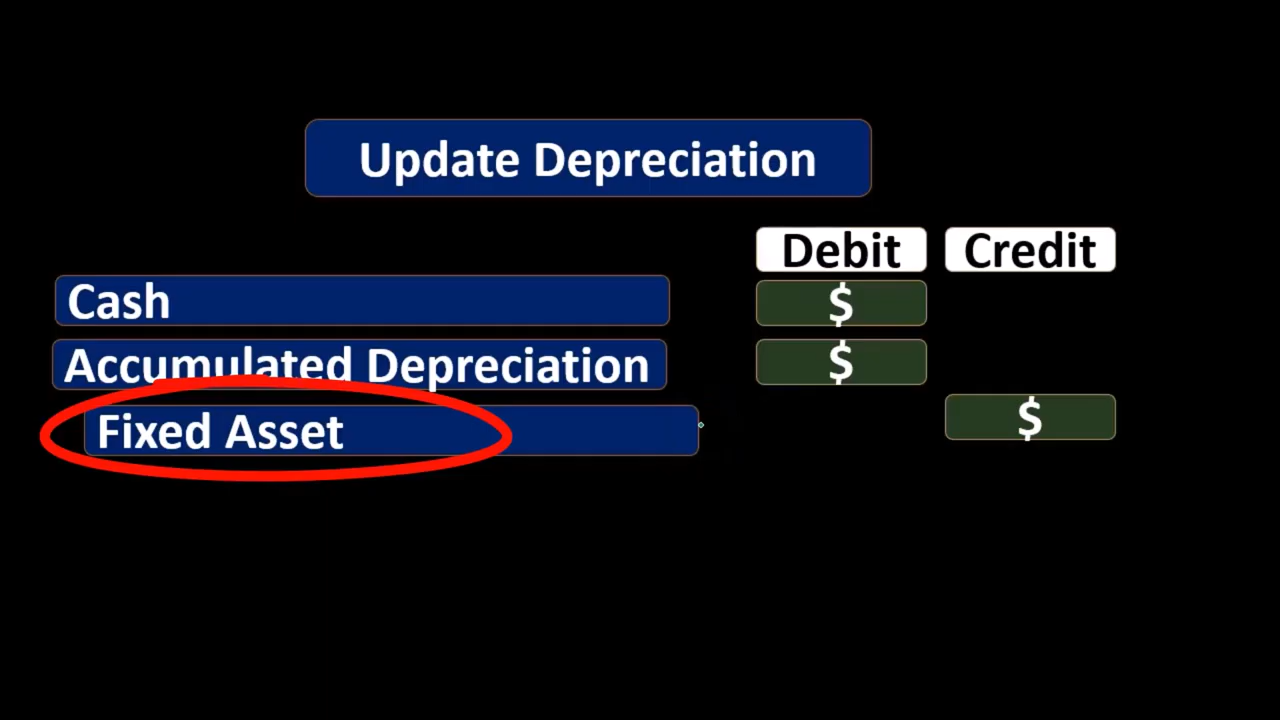 Update Depreciation
Debit Credit
Cash $
Accumulated Depreciation $
Fixed Asset $